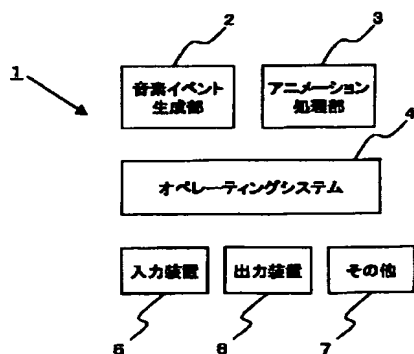 2
3
1
音素イベント
生成部
アニメーション
処理部
4
オペレーティングシステム
入力装置
出力装置
その他
5
6
7